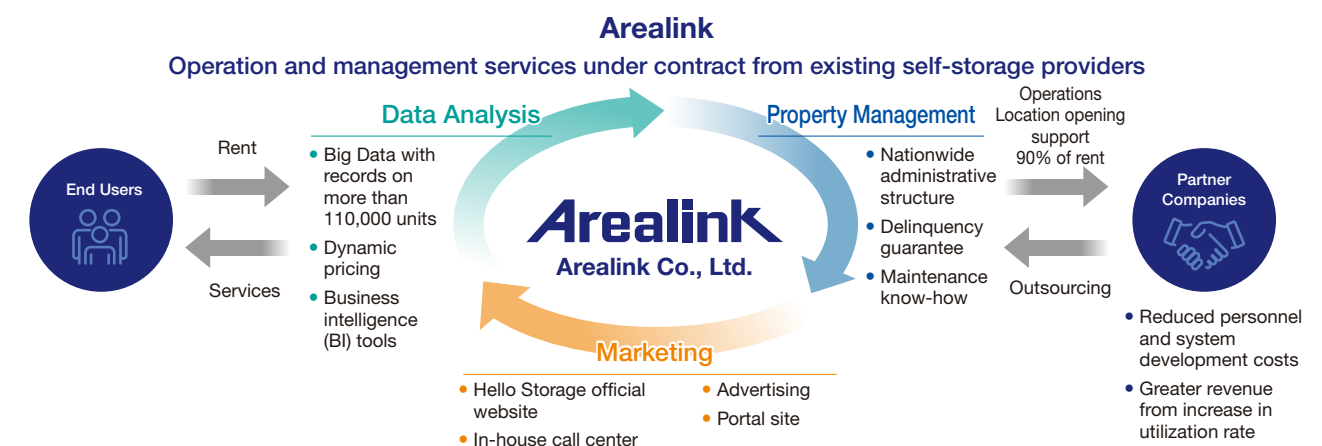 Arealink
Operation and management services under contract from existing self-storage providers
End Users
Rent
Services
Data Analysis
• Big Data with
records on
more than
110,000 units
• Dynamic
pricing
• Business
intelligence
(BI) tools
Arealink
Arealink Co., Ltd.
Property Management
• Nationwide
administrative
structure
• Delinquency
guarantee
• Maintenance
know-how
Marketing
• Hello Storage official
website
• In-house call center
• Advertising
• Portal site
Operations
Location opening
support
90% of rent
Outsourcing
Partner
Companies
• Reduced personnel
and system
development costs
• Greater revenue
from increase in
utilization rate